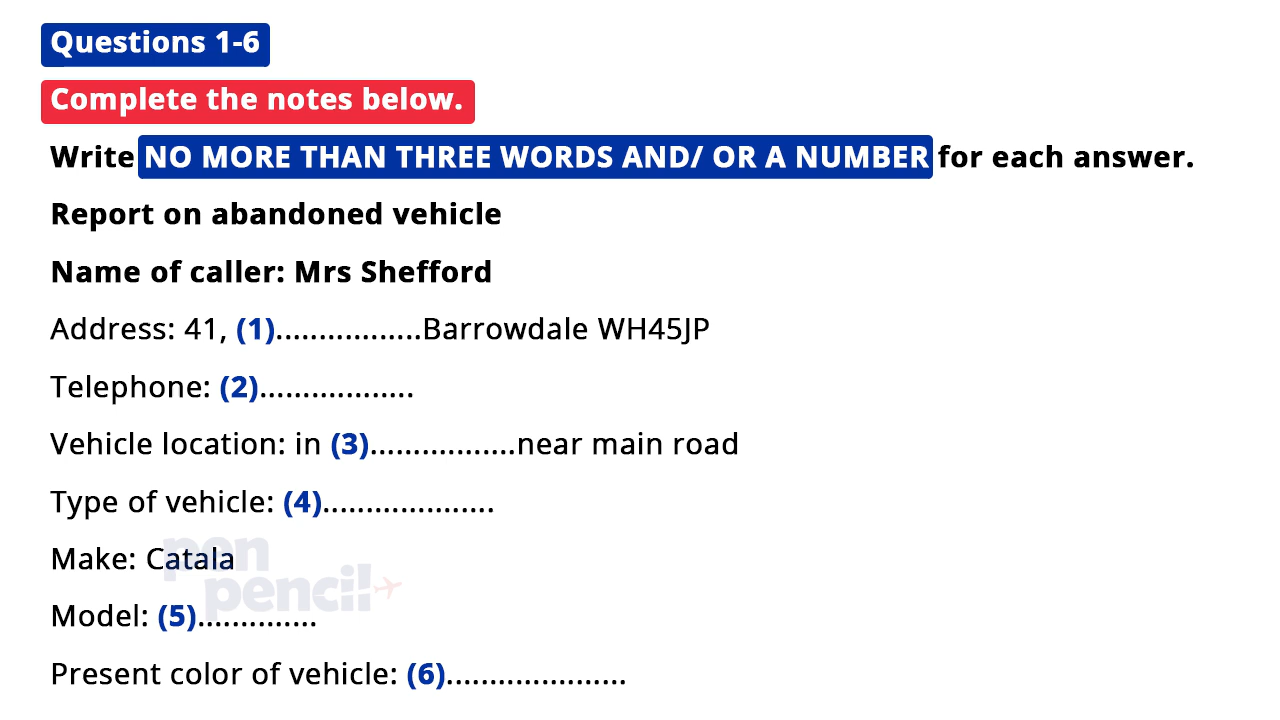 Questions 1-6
Complete the notes below.
Write NO MORE THAN THREE WORDS AND/ OR A NUMBER for each answer.
Report on abandoned vehicle
Name of caller: Mrs Shefford
Address: 41, (1).................Barrowdale WH45JP
Telephone: (2)..................
Vehicle location: in (3).................near main road
Type of vehicle: (4)....................
Make: Catala
pen
pencil
Model: (5)..............
Present color of vehicle: (6).....................